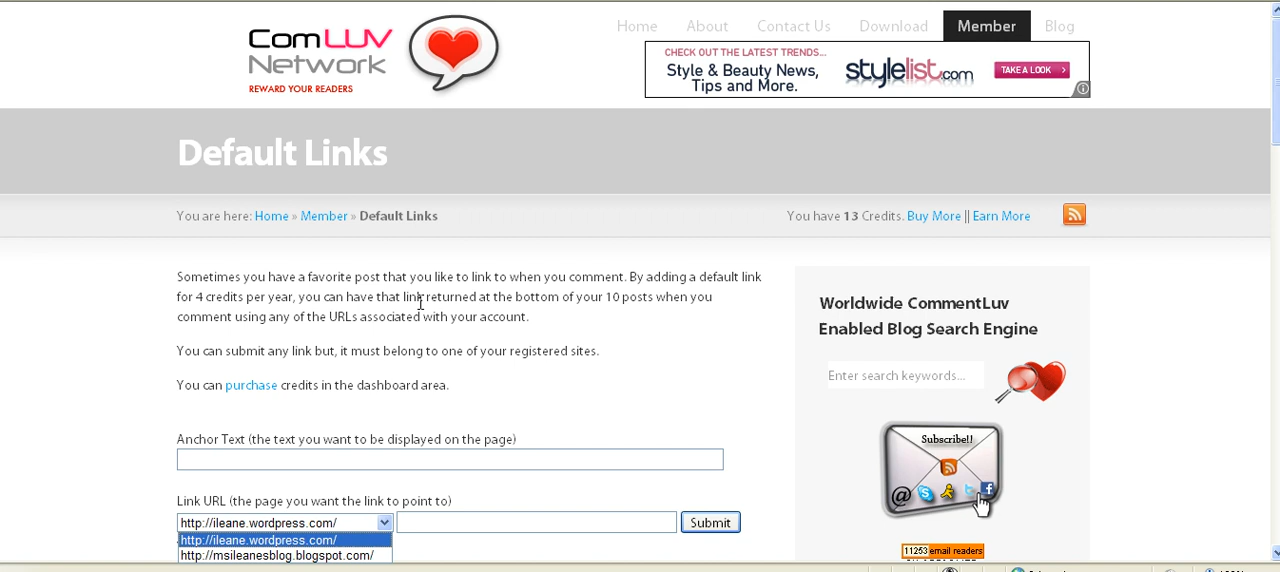 Home About Contact Us Download Member Blog
ComLUV
Network
REWARD YOUR READERS
CHECK OUT THE LATEST TRENDS...
Style & Beauty News,
Tips and More.
stylelist.com
TAKE A LOOK >
Default Links
You are here: Home » Member » Default Links
You have 13 Credits. Buy More || Earn More
Sometimes you have a favorite post that you like to link to when you comment. By adding a default link
for 4 credits per year, you can have that link returned at the bottom of your 10 posts when you
comment using any of the URLs associated with your account.
You can submit any link but, it must belong to one of your registered sites.
You can purchase credits in the dashboard area.
Anchor Text (the text you want to be displayed on the page)
Link URL (the page you want the link to point to)
http://ileane.wordpress.com/
Submit
http://ileane.wordpress.com/
http://msileanesblog.blogspot.com/
Worldwide CommentLuv
Enabled Blog Search Engine
Enter search keywords...
Subscribe!!
@
11253 email readers